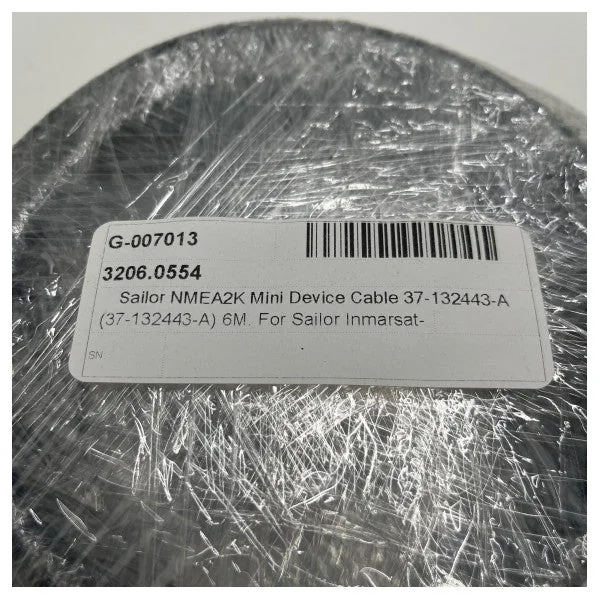 G-007013
3206.0554
Sailor NMEA2K Mini Device Cable 37-132443-A
(37-132443-A) 6M. For Sailor Inmarsat-
SN